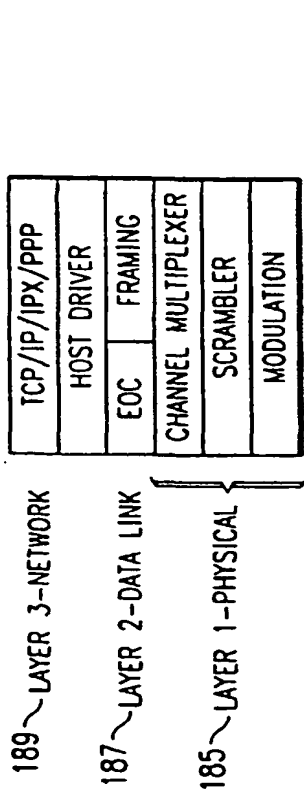 189 LAYER 3-NETWORK
TCP/IP/IPX/PPP
HOST DRIVER
187 LAYER 2-DATA LINK
EOC FRAMING
185 LAYER 1-PHYSICAL
CHANNEL MULTIPLEXER
SCRAMBLER
MODULATION